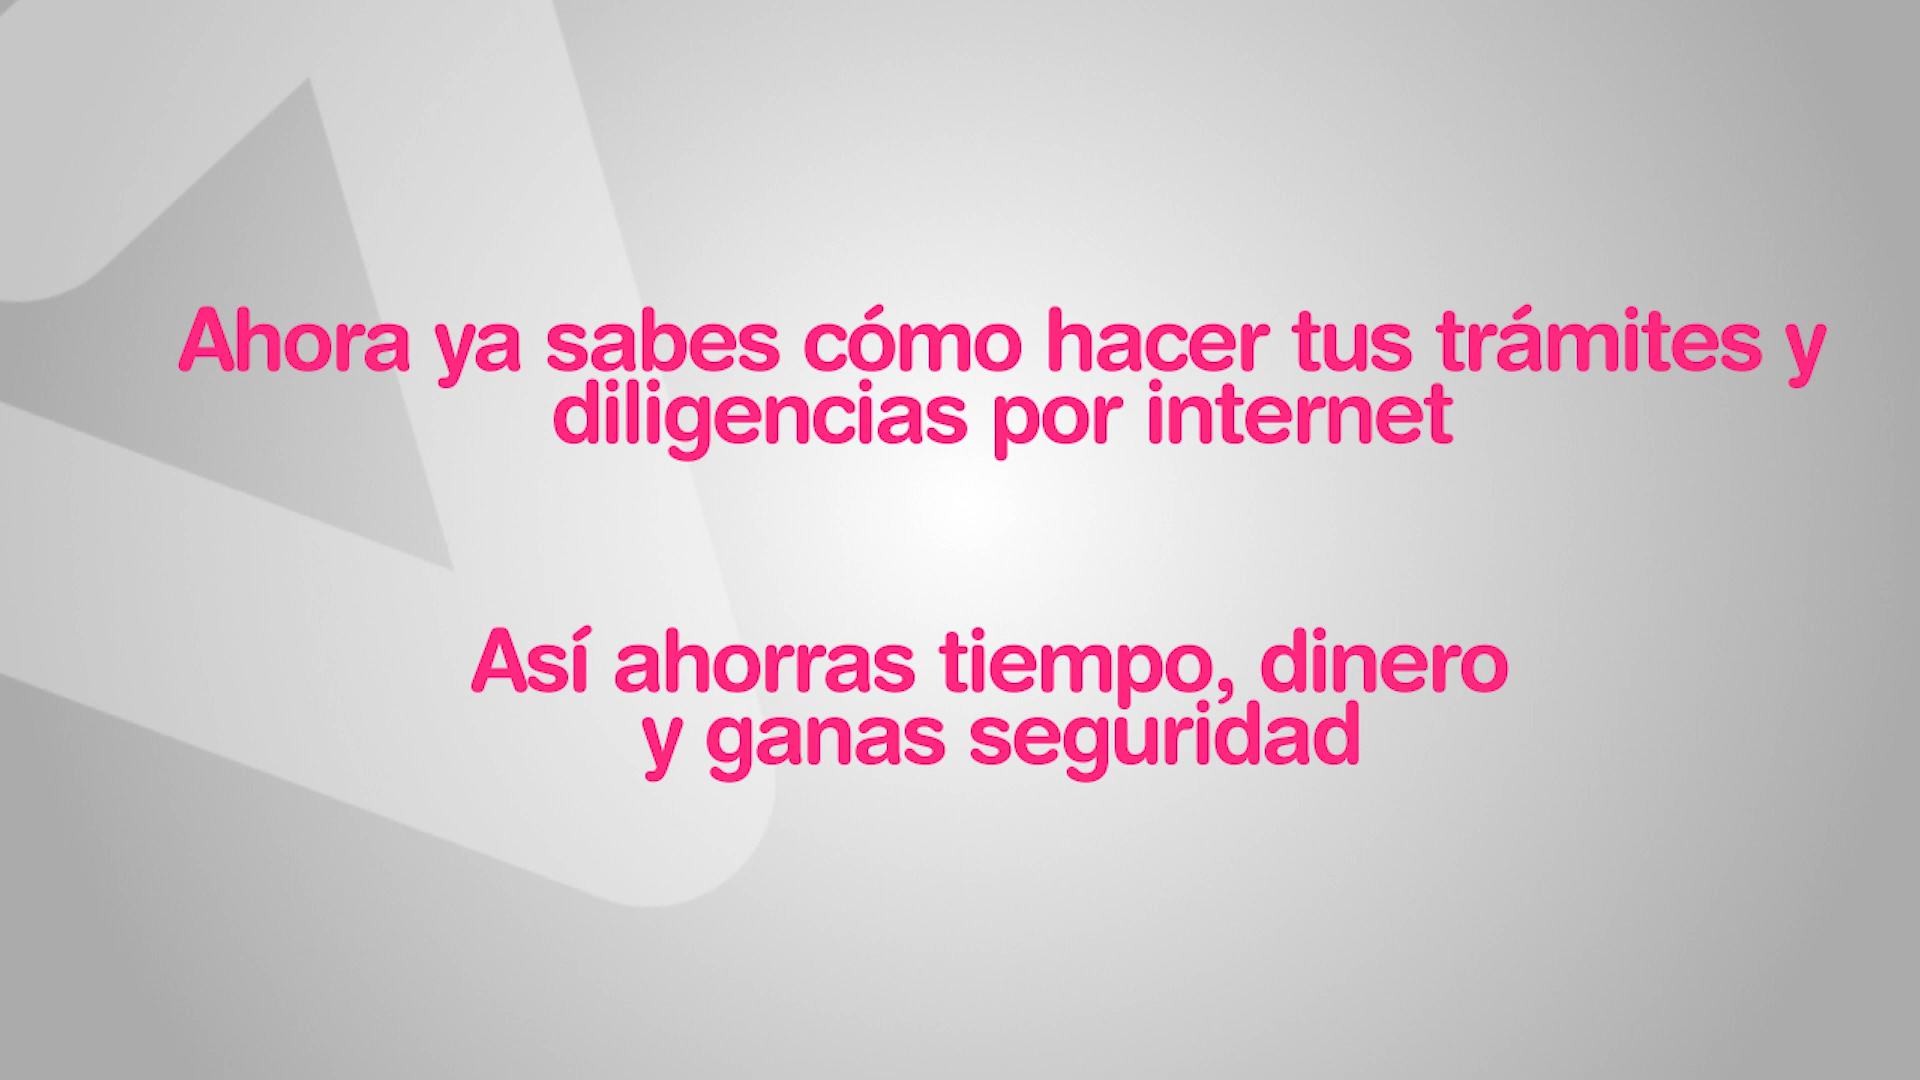 Ahora ya sabes cómo hacer tus trámites y
diligencias por internet
Así ahorras tiempo, dinero
y ganas seguridad